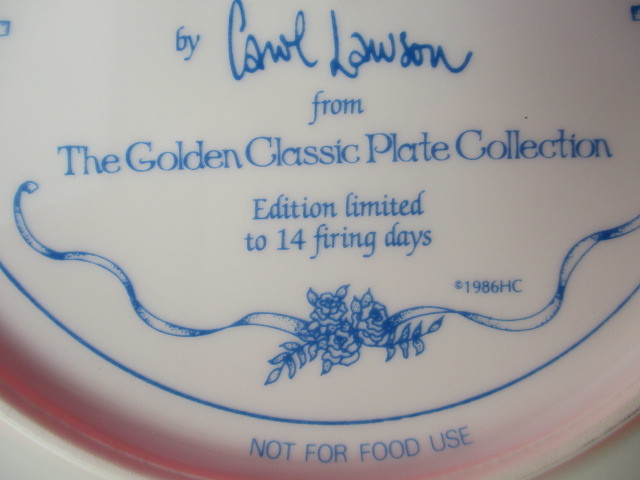 by Carol Lawson
from
The Golden Classic Plate Collection
Edition limited
to 14 firing days
©1986HC
NOT FOR FOOD USE